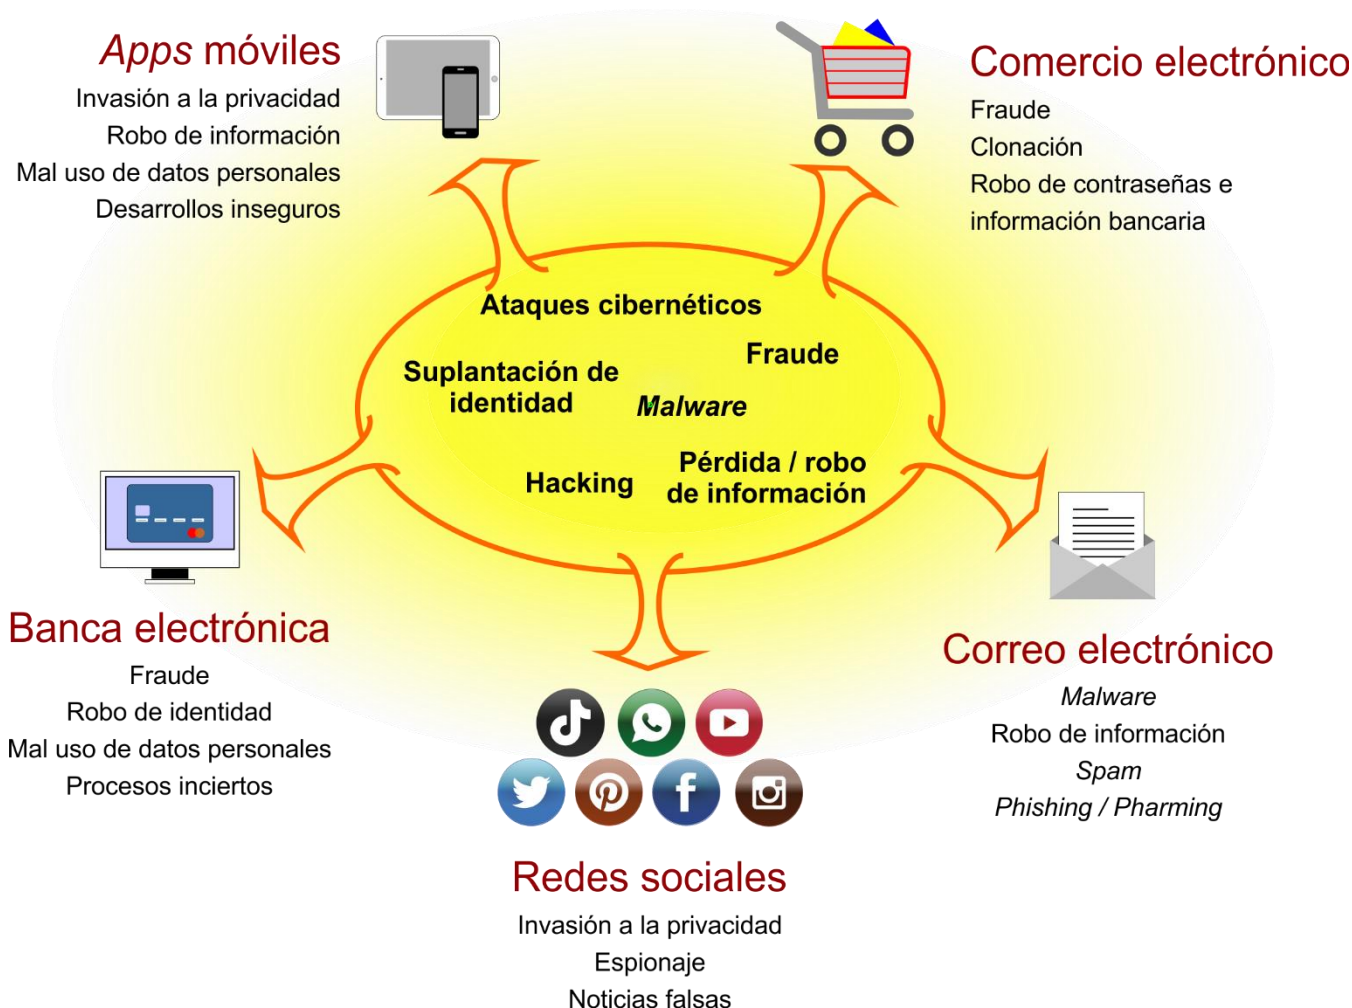 Apps móviles
Invasión a la privacidad
Robo de información
Mal uso de datos personales
Desarrollos inseguros
Comercio electrónico
Fraude
Clonación
Robo de contraseñas e
información bancaria
Ataques cibernéticos
Fraude
Suplantación de
identidad
Malware
Hacking
Pérdida / robo
de información
Banca electrónica
Fraude
Robo de identidad
Mal uso de datos personales
Procesos inciertos
Correo electrónico
Malware
Robo de información
Spam
Phishing / Pharming
Redes sociales
Invasión a la privacidad
Espionaje
Noticias falsas